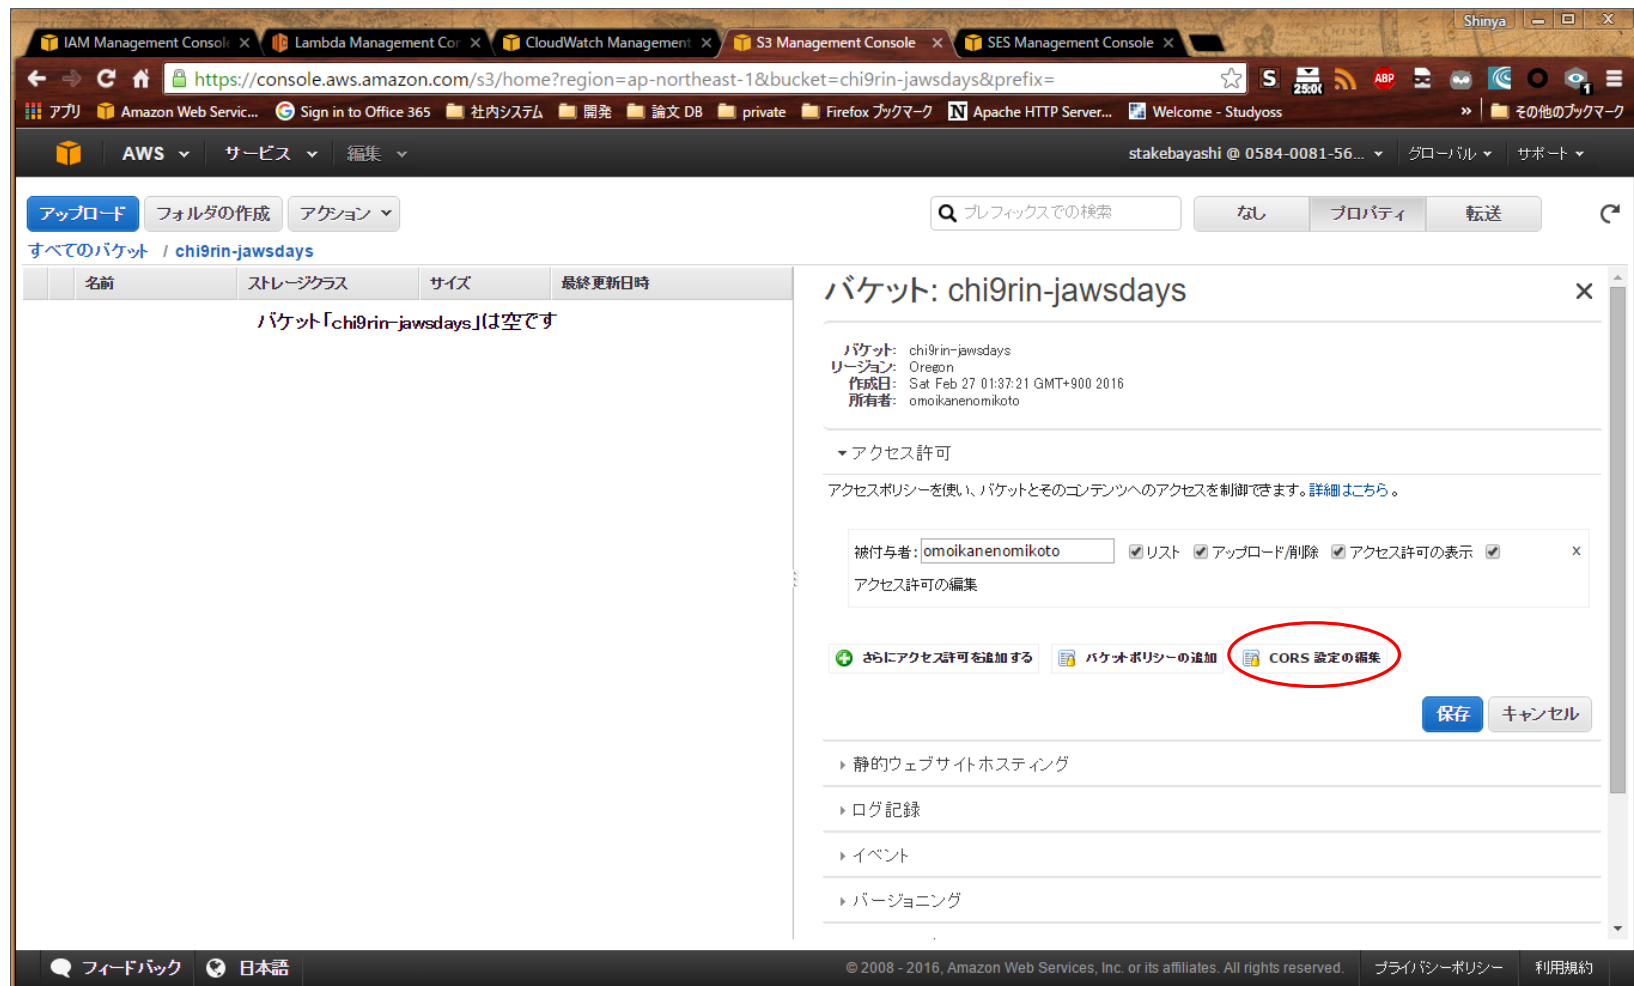 Shinya
IAM Management Console
Lambda Management Con
CloudWatch Management
S3 Management Console
SES Management Console
https://console.aws.amazon.com/s3/home?region=ap-northeast-1&bucket=chi9rin-jawsdays&prefix=
S
25:00
ABP
1
アプリ
Amazon Web Servic...
Sign in to Office 365
社内システム
開発
論文 DB
private
Firefox ブックマーク
N Apache HTTP Server...
Welcome - Studyoss
»
その他のブックマーク
AWS
サービス
編集
stakebayashi @ 0584-0081-56...
グローバル
サポート
アップロード
フォルダの作成
アクション
プレフィックスでの検索
なし
プロパティ
転送
すべてのバケット / chi9rin-jawsdays
名前
ストレージクラス
サイズ
最終更新日時
バケット「chi9rin-jawsdays」は空です
バケット: chi9rin-jawsdays
バケット: chi9rin-jawsdays
リージョン: Oregon
作成日: Sat Feb 27 01:37:21 GMT+900 2016
所有者: omoikanenomikoto
アクセス許可
アクセスポリシーを使い、バケットとそのコンテンツへのアクセスを制御できます。詳細はこちら。
被付与者: omoikanenomikoto リスト アップロード/削除 アクセス許可の表示 x
アクセス許可の編集
さらにアクセス許可を追加する
バケットポリシーの追加
CORS 設定の編集
保存
キャンセル
静的ウェブサイトホスティング
ログ記録
イベント
バージョニング
フィードバック
日本語
© 2008 - 2016, Amazon Web Services, Inc. or its affiliates. All rights reserved.
プライバシーポリシー
利用規約